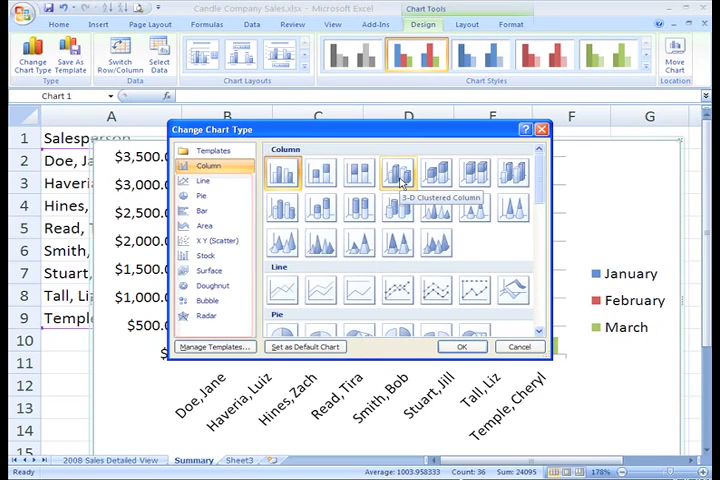 Candle Company Sales.xlsx - Microsoft Excel
Chart Tools
Home Insert Page Layout Formulas Data Review View Add-Ins Design Layout Format
Change Chart Type
Save As Template
Switch Row/Column
Select Data
Move Chart
Type Data Chart Layouts Chart Styles Location
Chart 1
fx
A B C D E F G
1 Salesperson
2 Doe, Ja
3 Haveria
4 Hines,
5 Read, T
6 Smith,
7 Stuart,
8 Tall, Li
9 Temple
10
11
12
13
14
15
$3,500.
$3,000.
$2,500.
$2,000.
$1,500.
$1,000.
$500.
Change Chart Type
Templates
Column
Line
Pie
Bar
Area
X Y (Scatter)
Stock
Surface
Doughnut
Bubble
Radar
Column
3-D Clustered Column
Line
Pie
Manage Templates...
Set as Default Chart
OK
Cancel
January
February
March
Doe, Jane
Haveria, Luiz
Hines, Zach
Read, Tira
Smith, Bob
Stuart, Jill
Tall, Liz
Temple, Cheryl
2008 Sales Detailed View Summary Sheet3
Ready
Average: 1003.958333 Count: 36 Sum: 24095 178%